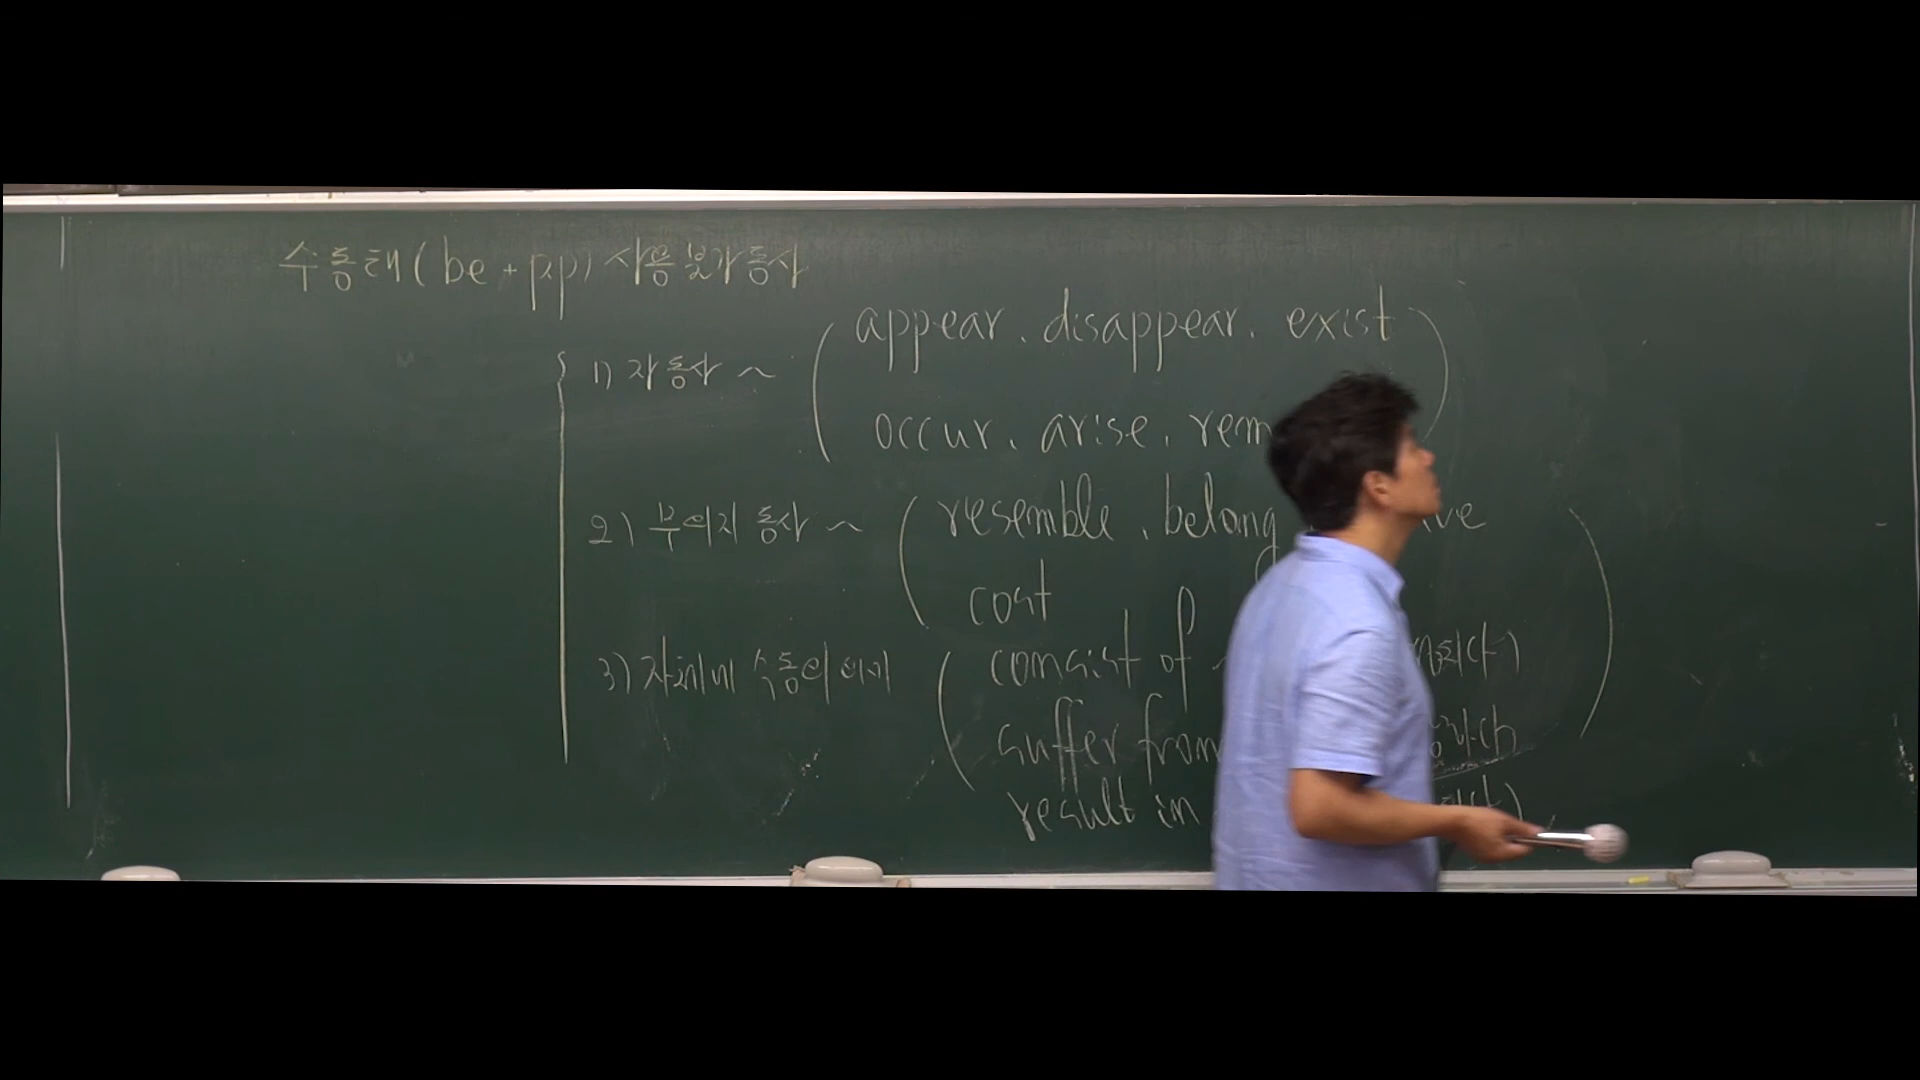 수동태 (be + p.p) 사용불가동사
appear. disappear. exist
1) 자동사 ~
occur. arise.
2) 무의지 동사 ~ resemble. belong
cost
3) 자체에 수동의 의미 consist of
suffer from
result in